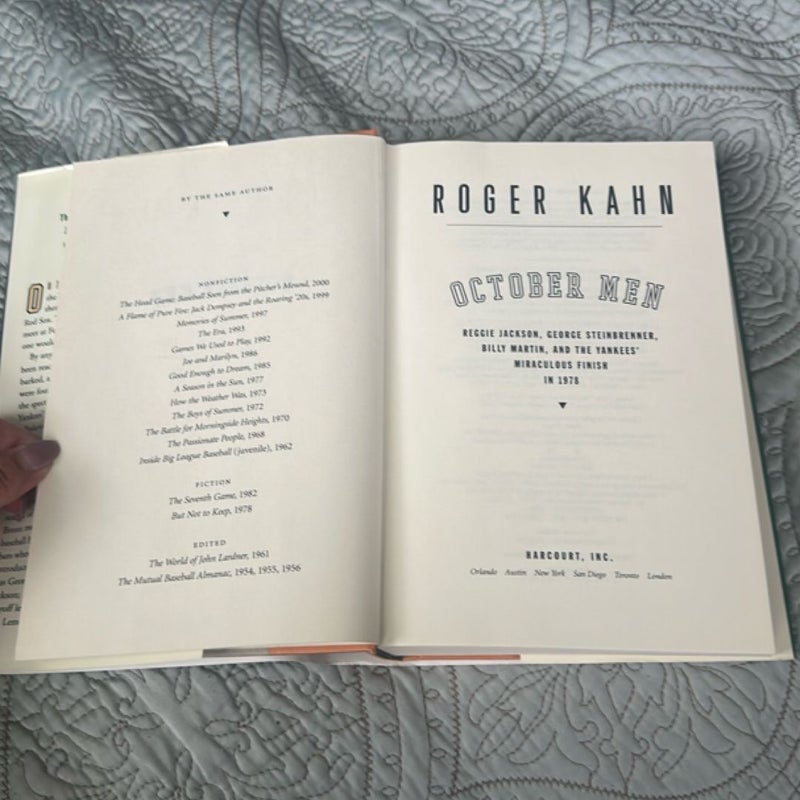 BY THE SAME AUTHOR
NONFICTION
The Head Game: Baseball Seen from the Pitcher's Mound, 2000
A Flame of Pure Fire: Jack Dempsey and the Roaring '20s, 1999
Memories of Summer, 1997
The Era, 1993
Games We Used to Play, 1992
Joe and Marilyn, 1986
Good Enough to Dream, 1985
A Season in the Sun, 1977
How the Weather Was, 1973
The Boys of Summer, 1972
The Battle for Morningside Heights, 1970
The Passionate People, 1968
Inside Big League Baseball (juvenile), 1962
FICTION
The Seventh Game, 1982
But Not to Keep, 1978
EDITED
The World of John Lardner, 1961
The Mutual Baseball Almanac, 1954, 1955, 1956
ROGER KAHN
OCTOBER MEN
REGGIE JACKSON, GEORGE STEINBRENNER,
BILLY MARTIN, AND THE YANKEES'
MIRACULOUS FINISH
IN 1978
HARCOURT, INC.
Orlando Austin New York San Diego Toronto London